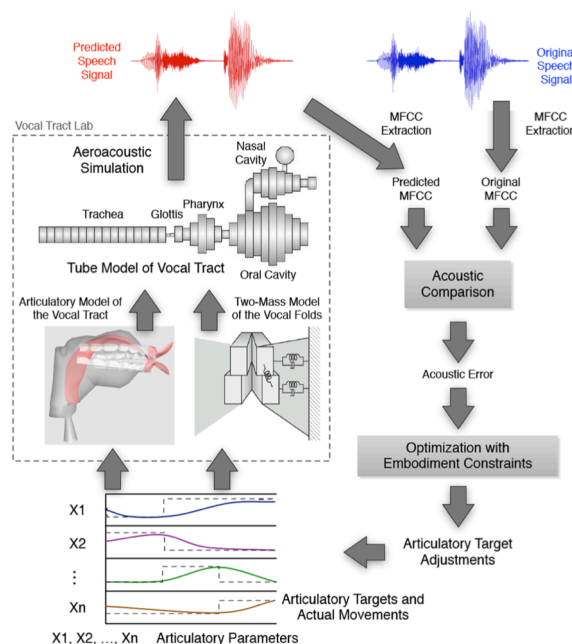 Predicted
Speech
Signal
Original
Speech
Signal
MFCC
Extraction
MFCC
Extraction
Vocal Tract Lab
Aeroacoustic
Simulation
Nasal
Cavity
Pharynx
Trachea
Glottis
Oral Cavity
Tube Model of Vocal Tract
Predicted
MFCC
Original
MFCC
Acoustic
Comparison
Articulatory Model of
the Vocal Tract
Two-Mass Model
of the Vocal Folds
Acoustic Error
Optimization with
Embodiment Constraints
Articulatory Target
Adjustments
X1
X2
⋮
Xn
Articulatory Targets and
Actual Movements
X1, X2, ..., Xn Articulatory Parameters